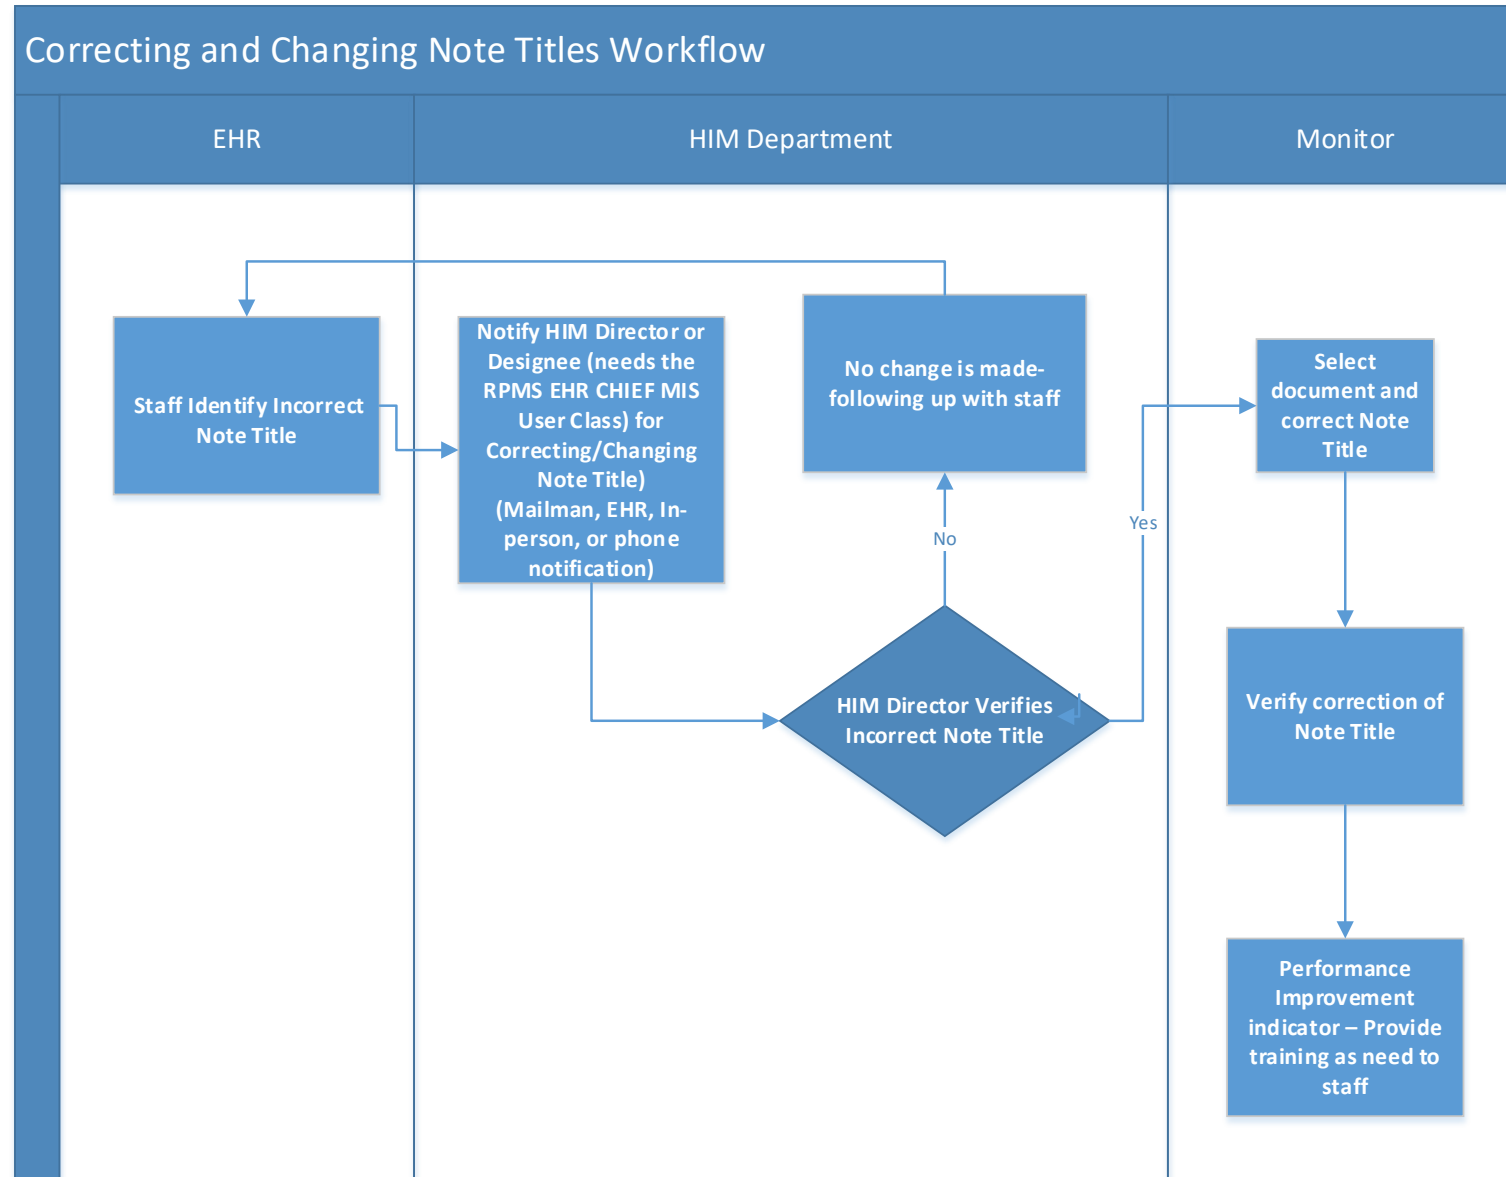 Correcting and Changing Note Titles Workflow
EHR
HIM Department
Monitor
Staff Identify Incorrect
Note Title
Notify HIM Director or
Designee (needs the
RPMS EHR CHIEF MIS
User Class) for
Correcting/Changing
Note Title)
(Mailman, EHR, In-
person, or phone
notification)
No change is made-
following up with staff
No
HIM Director Verifies
Incorrect Note Title
Yes
Select
document and
correct Note
Title
Verify correction of
Note Title
Performance
Improvement
indicator – Provide
training as need to
staff